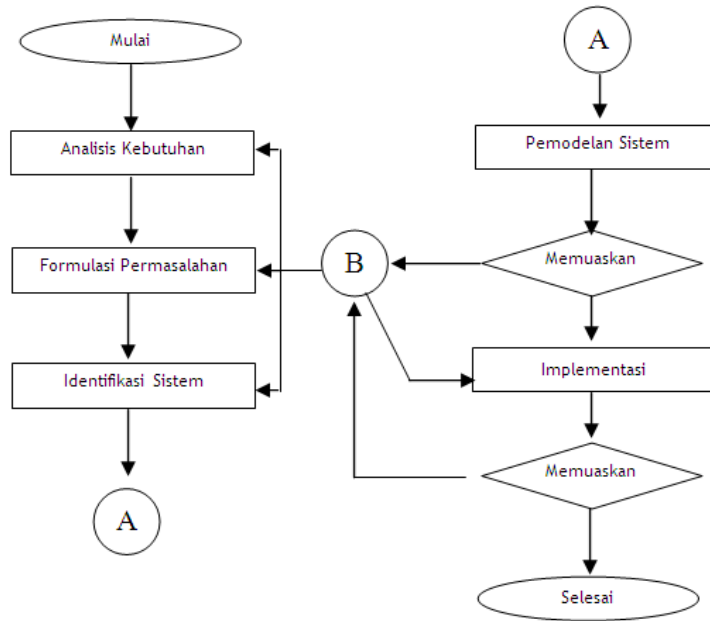 Mulai
Analisis Kebutuhan
Formulasi Permasalahan
Identifikasi Sistem
A
B
A
Pemodelan Sistem
Memuaskan
Implementasi
Memuaskan
Selesai